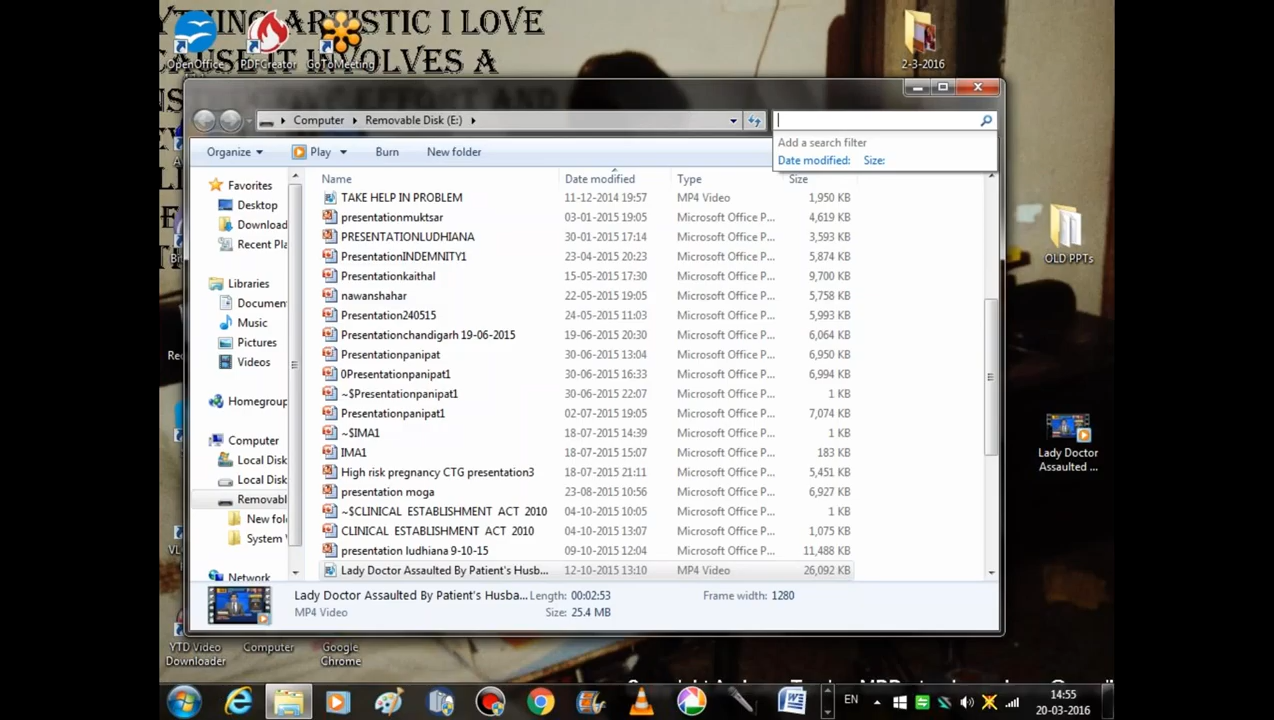 YTHING ARTISTIC I LOVE
CAUSE IT INVOLVES A
OpenOffice
PDFCreator
GoToMeeting
2-3-2016
Computer
Removable Disk (E:)
Add a search filter
Date modified: Size:
Organize Play Burn New folder
Name Date modified Type Size
TAKE HELP IN PROBLEM 11-12-2014 19:57 MP4 Video 1,950 KB
presentationmuktsar 03-01-2015 19:05 Microsoft Office P... 4,619 KB
PRESENTATIONLUDHIANA 30-01-2015 17:14 Microsoft Office P... 3,593 KB
PresentationINDEMNITY1 23-04-2015 20:23 Microsoft Office P... 5,874 KB
Presentationkaithal 15-05-2015 17:30 Microsoft Office P... 9,700 KB
nawanshahar 22-05-2015 19:05 Microsoft Office P... 5,758 KB
Presentation240515 24-05-2015 11:03 Microsoft Office P... 5,993 KB
Presentationchandigarh 19-06-2015 19-06-2015 20:30 Microsoft Office P... 6,064 KB
Presentationpanipat 30-06-2015 13:04 Microsoft Office P... 6,950 KB
0Presentationpanipat1 30-06-2015 16:33 Microsoft Office P... 6,994 KB
~$Presentationpanipat1 30-06-2015 22:07 Microsoft Office P... 1 KB
Presentationpanipat1 02-07-2015 19:05 Microsoft Office P... 7,074 KB
~$IMA1 18-07-2015 14:39 Microsoft Office P... 1 KB
IMA1 18-07-2015 15:07 Microsoft Office P... 183 KB
High risk pregnancy CTG presentation3 18-07-2015 21:11 Microsoft Office P... 5,451 KB
presentation moga 23-08-2015 10:56 Microsoft Office P... 6,927 KB
~$CLINICAL ESTABLISHMENT ACT 2010 04-10-2015 10:05 Microsoft Office P... 1 KB
CLINICAL ESTABLISHMENT ACT 2010 04-10-2015 13:07 Microsoft Office P... 1,075 KB
presentation ludhiana 9-10-15 09-10-2015 12:04 Microsoft Office P... 11,488 KB
Lady Doctor Assaulted By Patient's Husb... 12-10-2015 13:10 MP4 Video 26,092 KB
Favorites
Desktop
Download
Recent Pla
Libraries
Documen
Music
Pictures
Videos
Homegroup
Computer
Local Disk
Local Disk
Removabl
New fol
System
Network
OLD PPTs
Lady Doctor
Assaulted ...
Lady Doctor Assaulted By Patient's Husba... Length: 00:02:53 Frame width: 1280
MP4 Video Size: 25.4 MB
YTD Video
Downloader
Computer
Google
Chrome
EN
14:55
20-03-2016